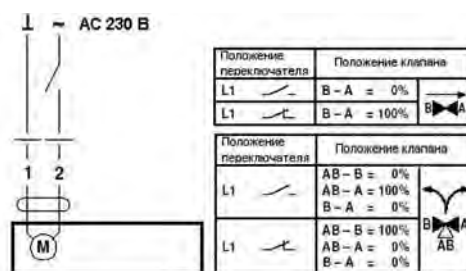 ⊥ ~ AC 230 В
1 2
M
Положение переключателя Положение клапана
L1 B – A = 0%
L1 B – A = 100%
B A
Положение переключателя Положение клапана
L1 AB – B = 0%
AB – A = 100%
B – A = 0%
L1 AB – B = 100%
AB – A = 0%
B – A = 0%
B A
AB